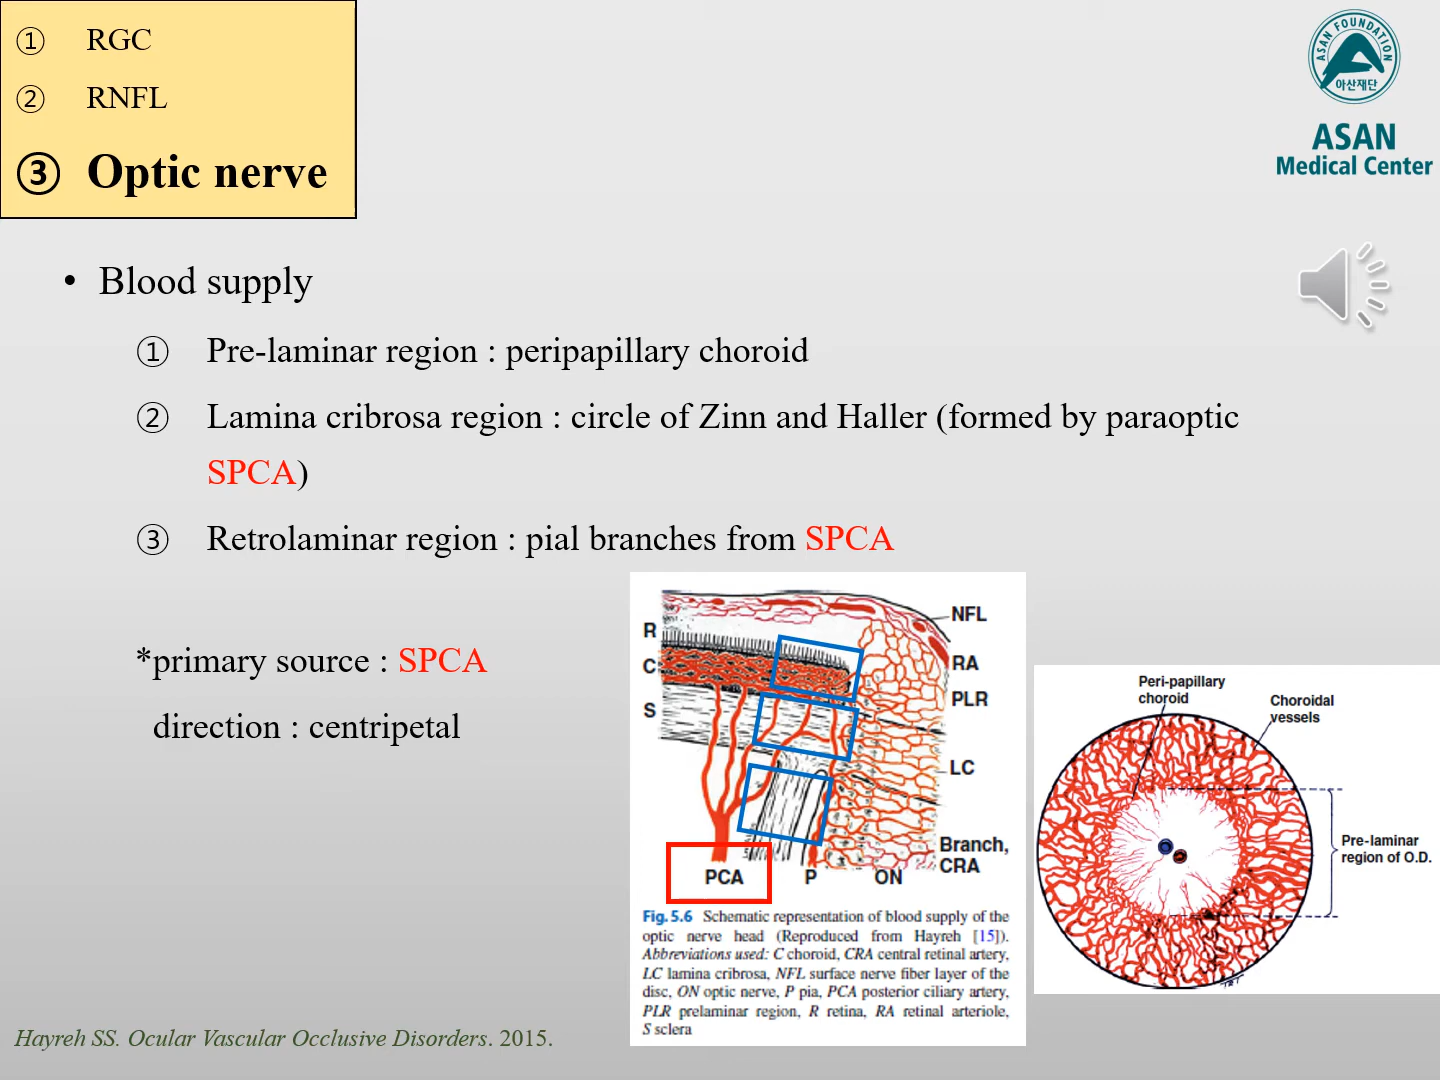 ① RGC
② RNFL
③ Optic nerve
ASAN FOUNDATION
아산재단
ASAN
Medical Center
• Blood supply
① Pre-laminar region : peripapillary choroid
② Lamina cribrosa region : circle of Zinn and Haller (formed by paraoptic
SPCA)
③ Retrolaminar region : pial branches from SPCA
*primary source : SPCA
direction : centripetal
NFL
R
C
RA
PLR
S
LC
Branch,
CRA
PCA P ON
Fig. 5.6 Schematic representation of blood supply of the
optic nerve head (Reproduced from Hayreh [15]).
Abbreviations used: C choroid, CRA central retinal artery,
LC lamina cribrosa, NFL surface nerve fiber layer of the
disc, ON optic nerve, P pia, PCA posterior ciliary artery,
PLR prelaminar region, R retina, RA retinal arteriole,
S sclera
Peri-papillary
choroid
Choroidal
vessels
Pre-laminar
region of O.D.
Hayreh SS. Ocular Vascular Occlusive Disorders. 2015.